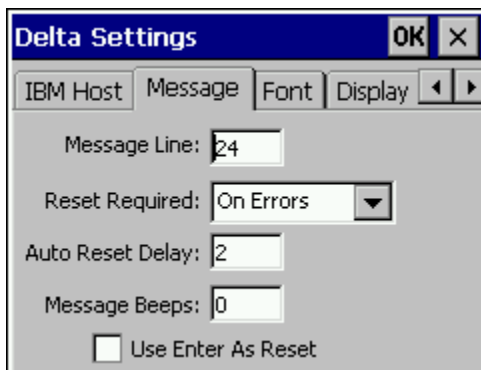 Delta Settings OK ×
IBM Host Message Font Display
Message Line: 24
Reset Required: On Errors
Auto Reset Delay: 2
Message Beeps: 0
Use Enter As Reset